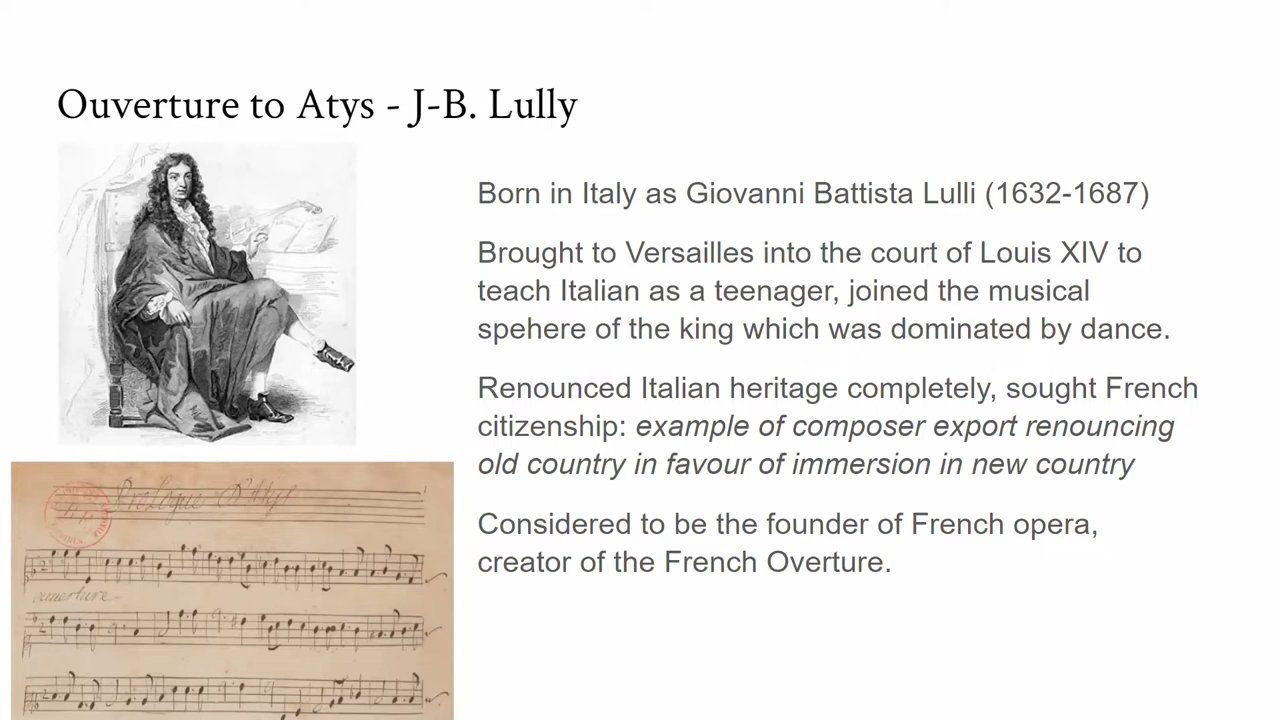 Ouverture to Atys - J-B. Lully
Born in Italy as Giovanni Battista Lulli (1632-1687)
Brought to Versailles into the court of Louis XIV to
teach Italian as a teenager, joined the musical
spehere of the king which was dominated by dance.
Renounced Italian heritage completely, sought French
citizenship: example of composer export renouncing
old country in favour of immersion in new country
Considered to be the founder of French opera,
creator of the French Overture.
Prologue D'Atys
ouuerture